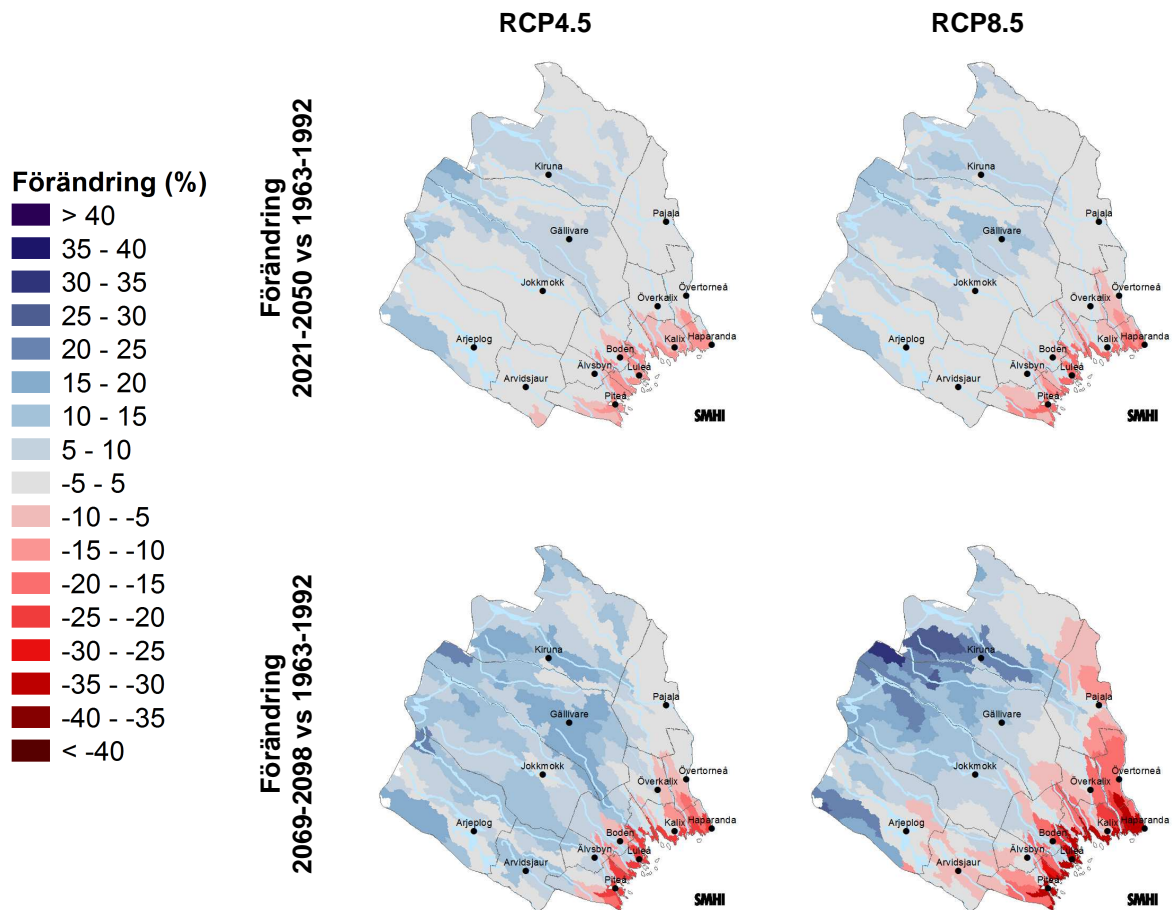 RCP4.5
RCP8.5
Förändring (%)
> 40
35 - 40
30 - 35
25 - 30
20 - 25
15 - 20
10 - 15
5 - 10
-5 - 5
-10 - -5
-15 - -10
-20 - -15
-25 - -20
-30 - -25
-35 - -30
-40 - -35
< -40
Förändring
2021-2050 vs 1963-1992
Kiruna
Pajala
Gällivare
Jokkmokk
Övertorneå
Överkalix
Arjeplog
Boden
Kalix
Haparanda
Älvsbyn
Luleå
Arvidsjaur
Piteå
SMHI
Kiruna
Pajala
Gällivare
Jokkmokk
Övertorneå
Överkalix
Arjeplog
Boden
Kalix
Haparanda
Älvsbyn
Luleå
Arvidsjaur
Piteå
SMHI
Förändring
2069-2098 vs 1963-1992
Kiruna
Pajala
Gällivare
Jokkmokk
Övertorneå
Överkalix
Arjeplog
Boden
Kalix
Haparanda
Älvsbyn
Luleå
Arvidsjaur
Piteå
SMHI
Kiruna
Pajala
Gällivare
Jokkmokk
Övertorneå
Överkalix
Arjeplog
Boden
Kalix
Haparanda
Älvsbyn
Luleå
Arvidsjaur
Piteå
SMHI